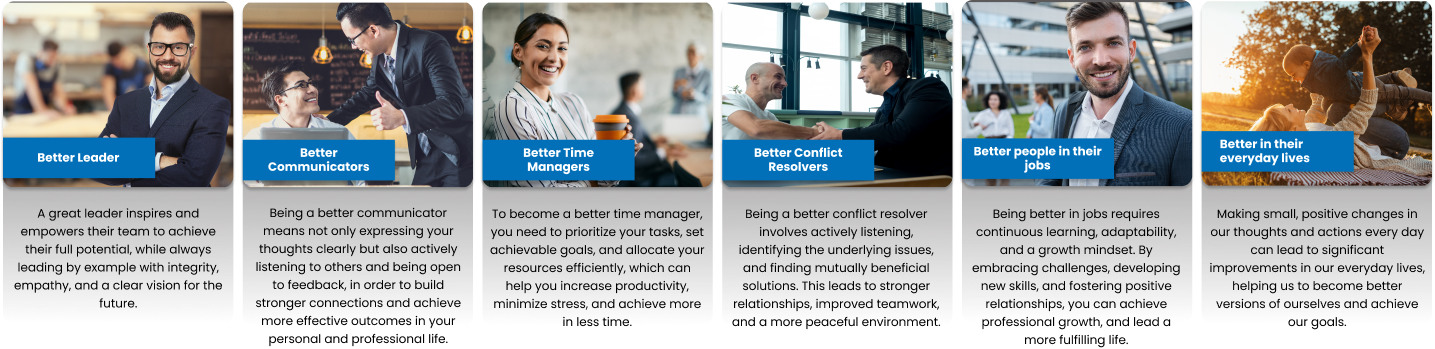 Better Leader
A great leader inspires and
empowers their team to achieve
their full potential, while always
leading by example with integrity,
empathy, and a clear vision for the
future.
Better
Communicators
Being a better communicator
means not only expressing your
thoughts clearly but also actively
listening to others and being open
to feedback, in order to build
stronger connections and achieve
more effective outcomes in your
personal and professional life.
Better Time
Managers
To become a better time manager,
you need to prioritize your tasks, set
achievable goals, and allocate your
resources efficiently, which can
help you increase productivity,
minimize stress, and achieve more
in less time.
Better Conflict
Resolvers
Being a better conflict resolver
involves actively listening,
identifying the underlying issues,
and finding mutually beneficial
solutions. This leads to stronger
relationships, improved teamwork,
and a more peaceful environment.
Better people in their
jobs
Being better in jobs requires
continuous learning, adaptability,
and a growth mindset. By
embracing challenges, developing
new skills, and fostering positive
relationships, you can achieve
professional growth, and lead a
more fulfilling life.
Better in their
everyday lives
Making small, positive changes in
our thoughts and actions every day
can lead to significant
improvements in our everyday lives,
helping us to become better
versions of ourselves and achieve
our goals.